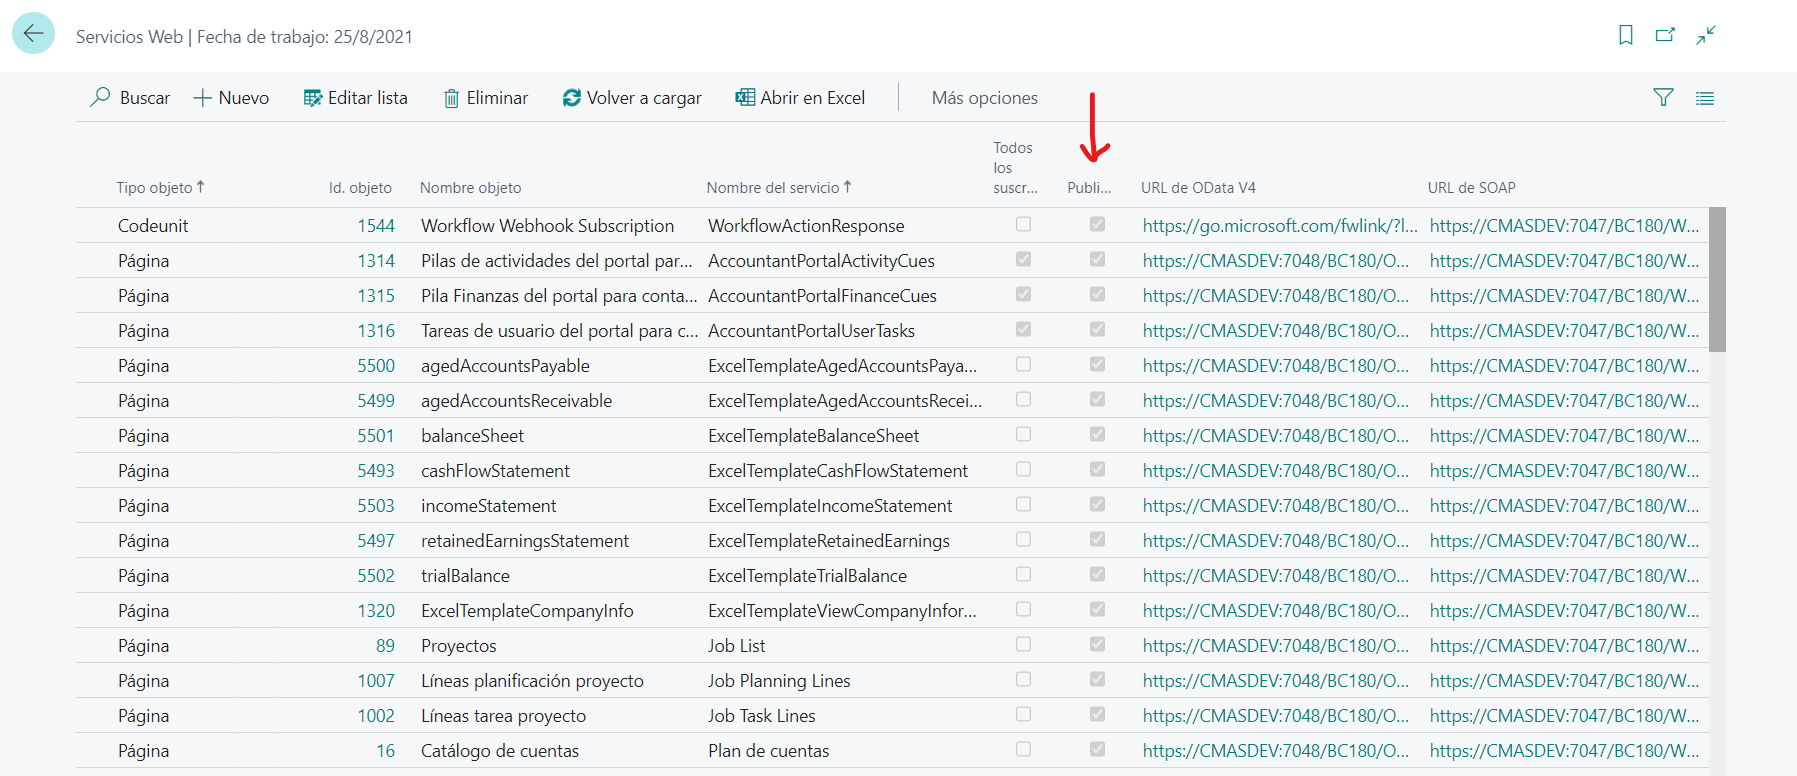 Servicios Web | Fecha de trabajo: 25/8/2021
Buscar Nuevo Editar lista Eliminar Volver a cargar Abrir en Excel Más opciones
Todos
los
Tipo objeto Id. objeto Nombre objeto Nombre del servicio suscr... Publi... URL de OData V4 URL de SOAP
Codeunit 1544 Workflow Webhook Subscription WorkflowActionResponse https://go.microsoft.com/fwlink/?l... https://CMASDEV:7047/BC180/W...
Página 1314 Pilas de actividades del portal par... AccountantPortalActivityCues https://CMASDEV:7048/BC180/O... https://CMASDEV:7047/BC180/W...
Página 1315 Pila Finanzas del portal para conta... AccountantPortalFinanceCues https://CMASDEV:7048/BC180/O... https://CMASDEV:7047/BC180/W...
Página 1316 Tareas de usuario del portal para c... AccountantPortalUserTasks https://CMASDEV:7048/BC180/O... https://CMASDEV:7047/BC180/W...
Página 5500 agedAccountsPayable ExcelTemplateAgedAccountsPaya... https://CMASDEV:7048/BC180/O... https://CMASDEV:7047/BC180/W...
Página 5499 agedAccountsReceivable ExcelTemplateAgedAccountsRecei... https://CMASDEV:7048/BC180/O... https://CMASDEV:7047/BC180/W...
Página 5501 balanceSheet ExcelTemplateBalanceSheet https://CMASDEV:7048/BC180/O... https://CMASDEV:7047/BC180/W...
Página 5493 cashFlowStatement ExcelTemplateCashFlowStatement https://CMASDEV:7048/BC180/O... https://CMASDEV:7047/BC180/W...
Página 5503 incomeStatement ExcelTemplateIncomeStatement https://CMASDEV:7048/BC180/O... https://CMASDEV:7047/BC180/W...
Página 5497 retainedEarningsStatement ExcelTemplateRetainedEarnings https://CMASDEV:7048/BC180/O... https://CMASDEV:7047/BC180/W...
Página 5502 trialBalance ExcelTemplateTrialBalance https://CMASDEV:7048/BC180/O... https://CMASDEV:7047/BC180/W...
Página 1320 ExcelTemplateCompanyInfo ExcelTemplateViewCompanyInfor... https://CMASDEV:7048/BC180/O... https://CMASDEV:7047/BC180/W...
Página 89 Proyectos Job List https://CMASDEV:7048/BC180/O... https://CMASDEV:7047/BC180/W...
Página 1007 Líneas planificación proyecto Job Planning Lines https://CMASDEV:7048/BC180/O... https://CMASDEV:7047/BC180/W...
Página 1002 Líneas tarea proyecto Job Task Lines https://CMASDEV:7048/BC180/O... https://CMASDEV:7047/BC180/W...
Página 16 Catálogo de cuentas Plan de cuentas https://CMASDEV:7048/BC180/O... https://CMASDEV:7047/BC180/W...